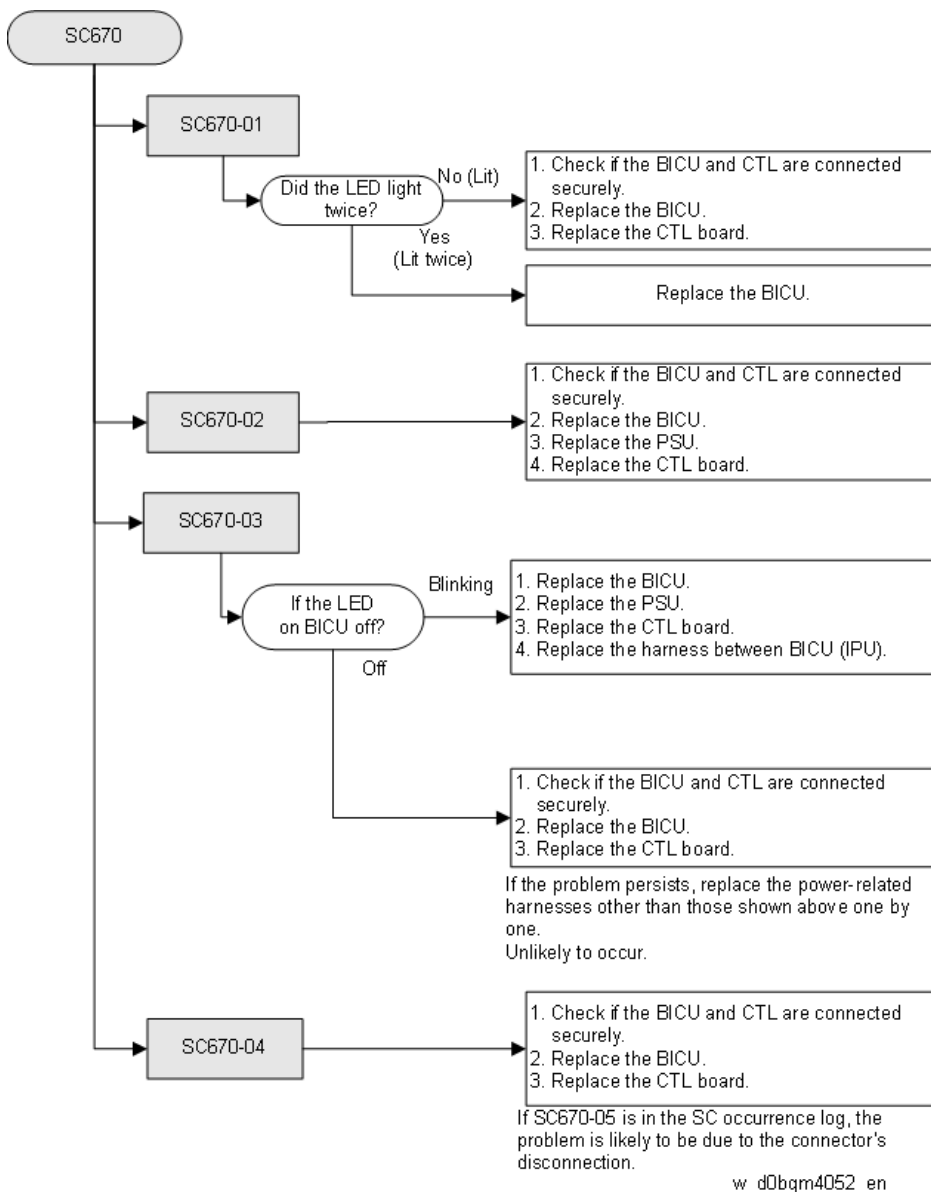 SC670
SC670-01
Did the LED light
twice?
No (Lit)
Yes
(Lit twice)
1. Check if the BICU and CTL are connected
securely.
2. Replace the BICU.
3. Replace the CTL board.
Replace the BICU.
SC670-02
1. Check if the BICU and CTL are connected
securely.
2. Replace the BICU.
3. Replace the PSU.
4. Replace the CTL board.
SC670-03
If the LED
on BICU off?
Blinking
Off
1. Replace the BICU.
2. Replace the PSU.
3. Replace the CTL board.
4. Replace the harness between BICU (IPU).
1. Check if the BICU and CTL are connected
securely.
2. Replace the BICU.
3. Replace the CTL board.
If the problem persists, replace the power-related
harnesses other than those shown above one by
one.
Unlikely to occur.
SC670-04
1. Check if the BICU and CTL are connected
securely.
2. Replace the BICU.
3. Replace the CTL board.
If SC670-05 is in the SC occurrence log, the
problem is likely to be due to the connector's
disconnection.
w_d0bqm4052_en